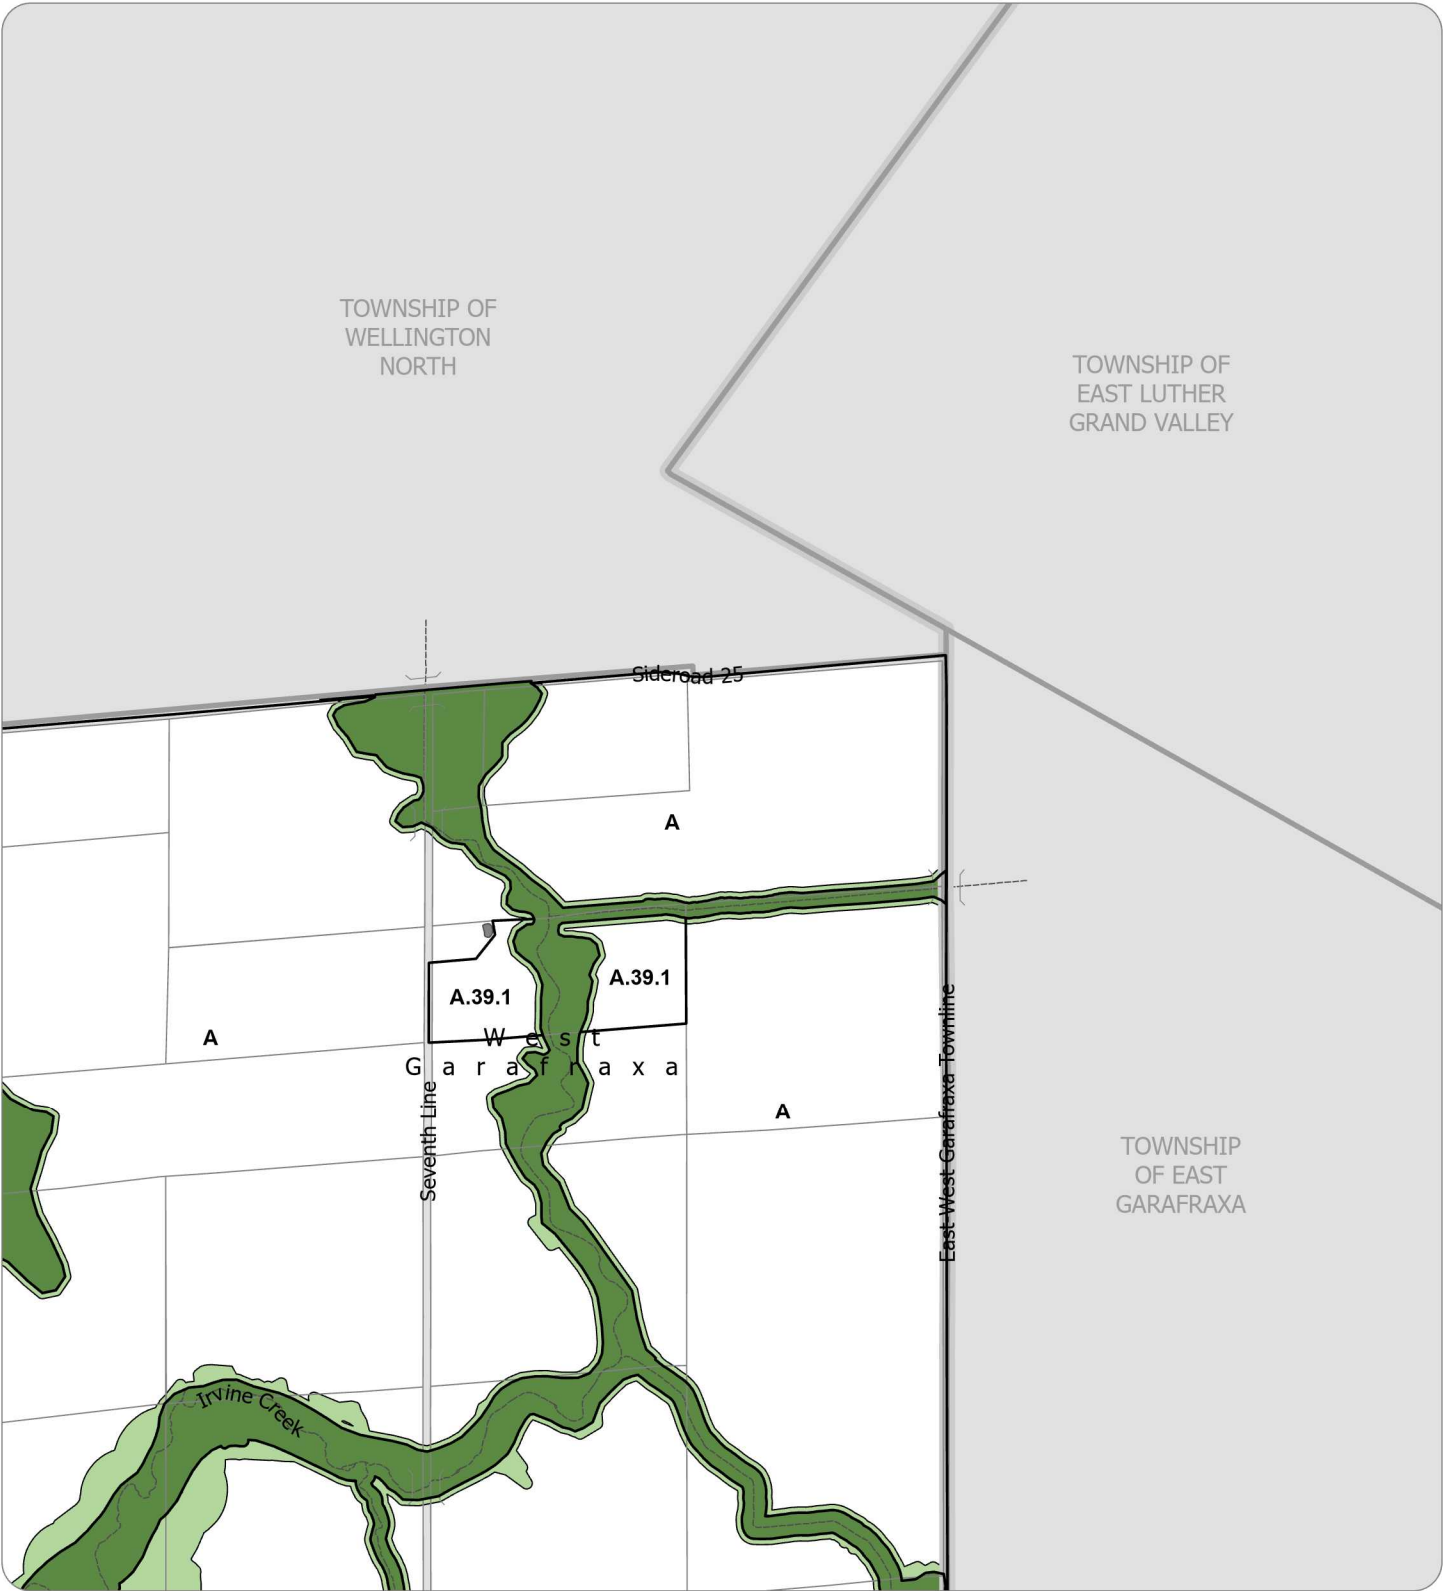 TOWNSHIP OF
WELLINGTON
NORTH
TOWNSHIP OF
EAST LUTHER
GRAND VALLEY
Sideroad 25
A
A.39.1
A.39.1
A
West
Garafraxa
Seventh Line
East-West Garafraxa Townline
A
TOWNSHIP
OF EAST
GARAFRAXA
Irvine Creek